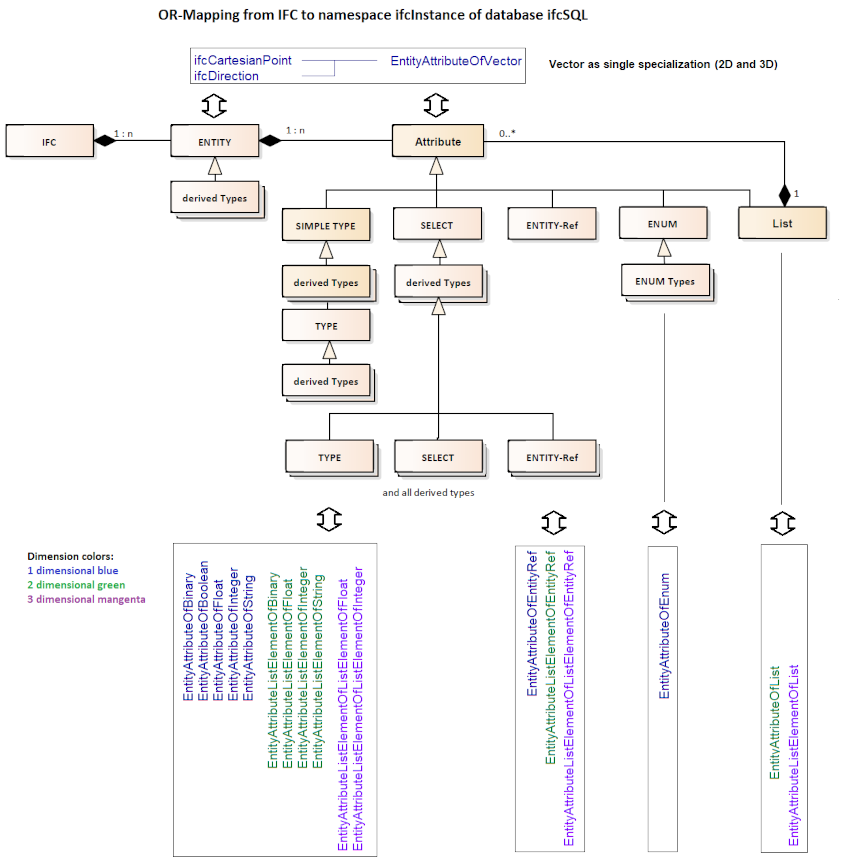 OR-Mapping from IFC to namespace ifcInstance of database ifcSQL
ifcCartesianPoint
EntityAttributeOfVector
ifcDirection
Vector as single specialization (2D and 3D)
IFC
1 : n
ENTITY
1 : n
Attribute
0..*
derived Types
1
SIMPLE TYPE
SELECT
ENTITY-Ref
ENUM
List
derived Types
derived Types
ENUM Types
TYPE
derived Types
TYPE
SELECT
ENTITY-Ref
and all derived types
Dimension colors:
1 dimensional blue
2 dimensional green
3 dimensional mangenta
EntityAttributeOfBinary
EntityAttributeOfBoolean
EntityAttributeOfFloat
EntityAttributeOfInteger
EntityAttributeOfString
EntityAttributeListElementOfBinary
EntityAttributeListElementOfFloat
EntityAttributeListElementOfInteger
EntityAttributeListElementOfString
EntityAttributeListElementOfListElementOfFloat
EntityAttributeListElementOfListElementOfInteger
EntityAttributeOfEntityRef
EntityAttributeListElementOfEntityRef
EntityAttributeListElementOfListElementOfEntityRef
EntityAttributeOfEnum
EntityAttributeOfList
EntityAttributeListElementOfList